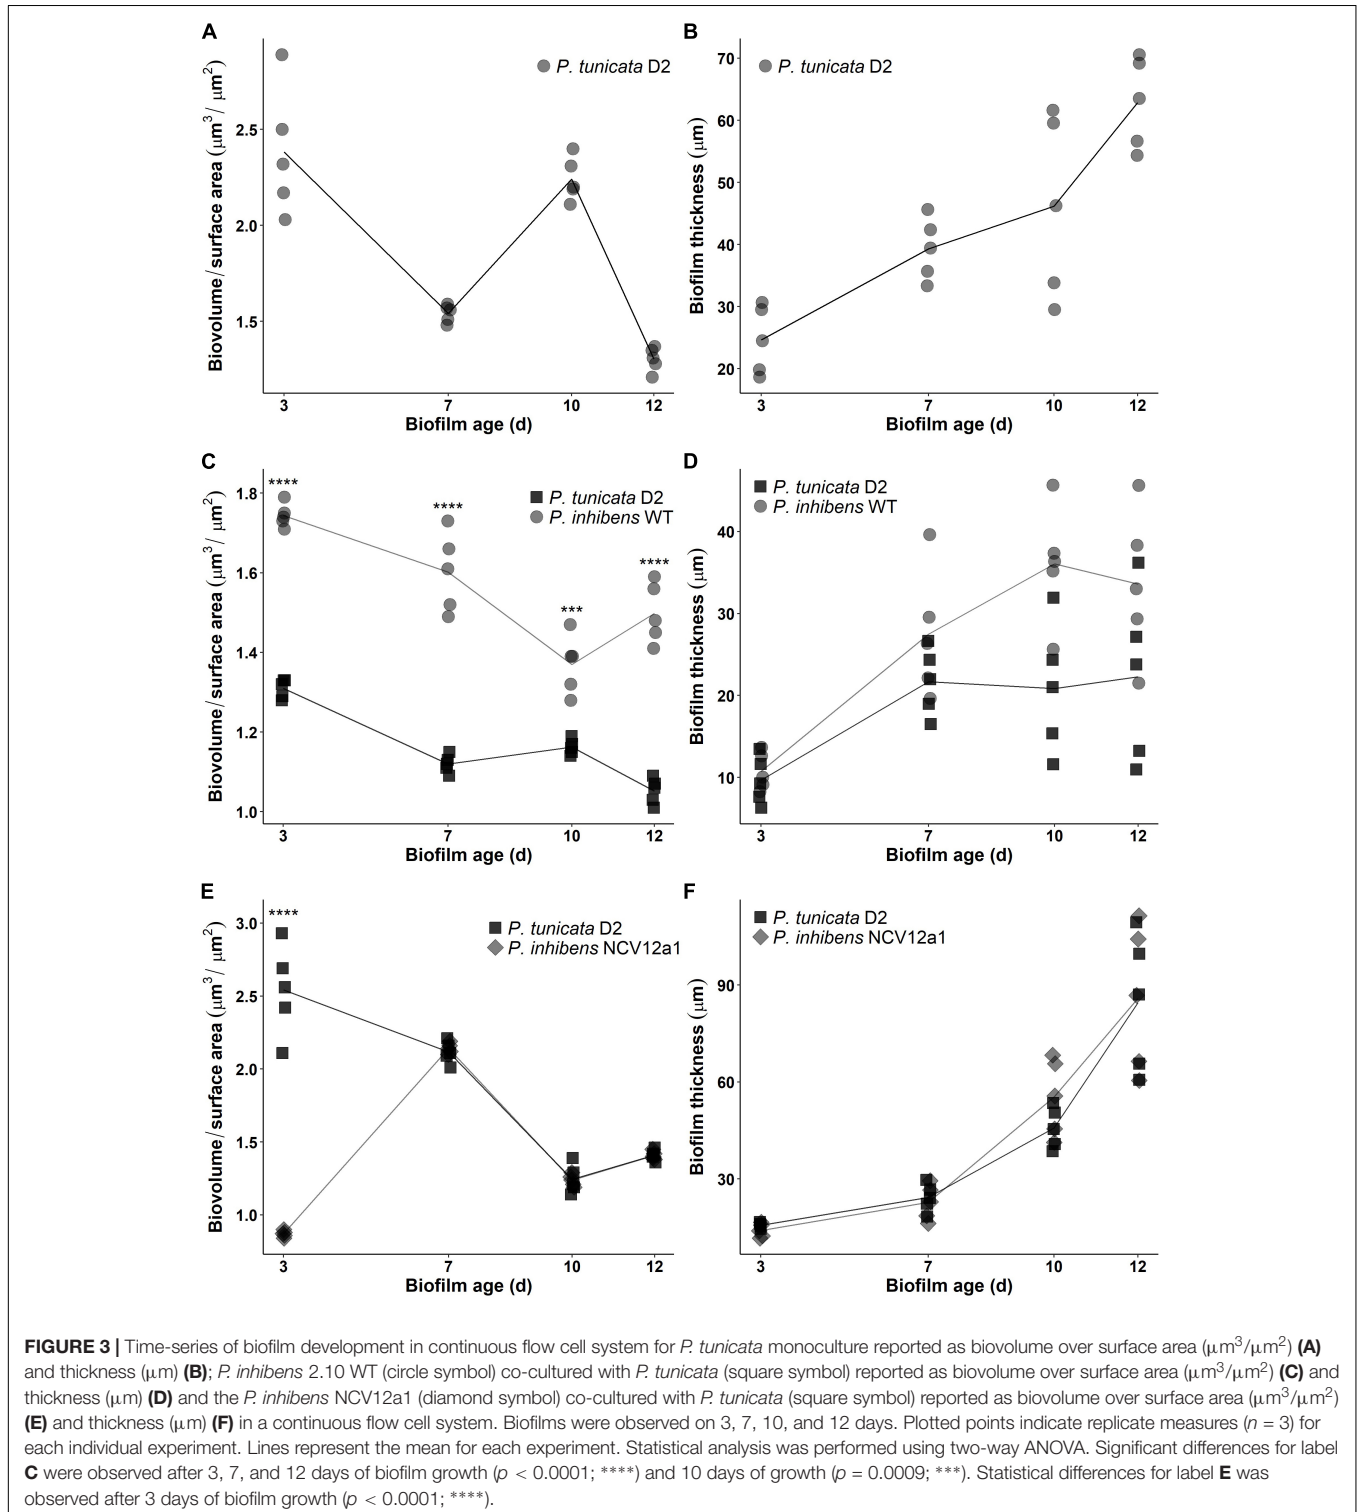 A
Biovolume/surface area (μm³/ μm²)
2.5
2.0
1.5
P. tunicata D2
3 7 10 12
Biofilm age (d)
B
Biofilm thickness (μm)
70
60
50
40
30
20
P. tunicata D2
3 7 10 12
Biofilm age (d)
C
Biovolume/surface area (μm³/ μm²)
1.8
1.6
1.4
1.2
1.0
**** **** *** ****
P. tunicata D2
P. inhibens WT
3 7 10 12
Biofilm age (d)
D
Biofilm thickness (μm)
40
30
20
10
P. tunicata D2
P. inhibens WT
3 7 10 12
Biofilm age (d)
E
Biovolume/surface area (μm³/ μm²)
3.0
2.5
2.0
1.5
1.0
****
P. tunicata D2
P. inhibens NCV12a1
3 7 10 12
Biofilm age (d)
F
Biofilm thickness (μm)
90
60
30
P. tunicata D2
P. inhibens NCV12a1
3 7 10 12
Biofilm age (d)
FIGURE 3 | Time-series of biofilm development in continuous flow cell system for P. tunicata monoculture reported as biovolume over surface area (μm³/μm²) (A)
and thickness (μm) (B); P. inhibens 2.10 WT (circle symbol) co-cultured with P. tunicata (square symbol) reported as biovolume over surface area (μm³/μm²) (C) and
thickness (μm) (D) and the P. inhibens NCV12a1 (diamond symbol) co-cultured with P. tunicata (square symbol) reported as biovolume over surface area (μm³/μm²)
(E) and thickness (μm) (F) in a continuous flow cell system. Biofilms were observed on 3, 7, 10, and 12 days. Plotted points indicate replicate measures (n = 3) for
each individual experiment. Lines represent the mean for each experiment. Statistical analysis was performed using two-way ANOVA. Significant differences for label
C were observed after 3, 7, and 12 days of biofilm growth (p < 0.0001; ****) and 10 days of growth (p = 0.0009; ***). Statistical differences for label E was
observed after 3 days of biofilm growth (p < 0.0001; ****).